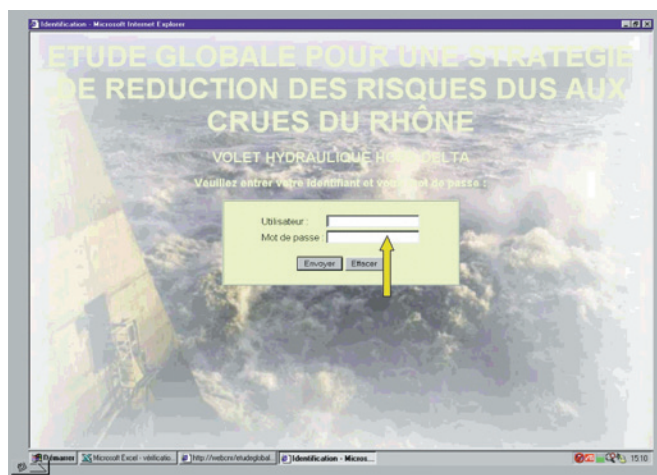 Identification - Microsoft Internet Explorer
ETUDE GLOBALE POUR UNE STRATEGIE
DE REDUCTION DES RISQUES DUS AUX
CRUES DU RHÔNE
VOLET HYDRAULIQUE HORS DELTA
Veuillez entrer votre identifiant et votre mot de passe :
Utilisateur :
Mot de passe :
Envoyer Effacer
Démarrer Microsoft Excel - vérificatio... Identification - Micros... 15:10